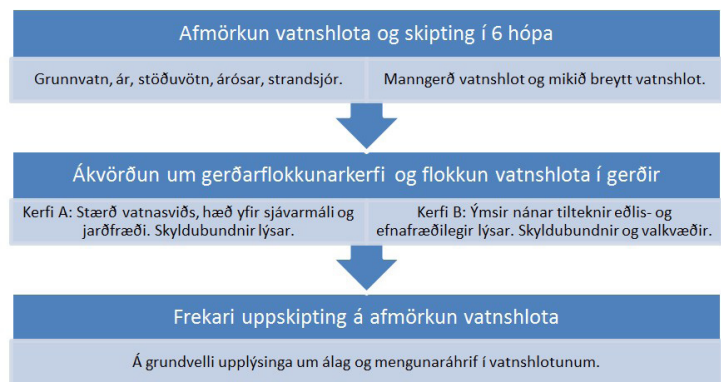 Afmörkun vatnshlota og skipting í 6 hópa
Grunnvatn, ár, stöðuvötn, árósar, strandsjór.
Manngerð vatnshlot og mikið breytt vatnshlot.
Ákvörðun um gerðarflokkunarkerfi og flokkun vatnshlota í gerðir
Kerfi A: Stærð vatnasviðs, hæð yfir sjávarmáli og
jarðfræði. Skyldubundnir lýsar.
Kerfi B: Ýmsir nánar tilteknir eðlis- og
efnafræðilegir lýsar. Skyldubundnir og valkvæðir.
Frekari uppskipting á afmörkun vatnshlota
Á grundvelli upplýsinga um álag og mengunaráhrif í vatnshlotunum.